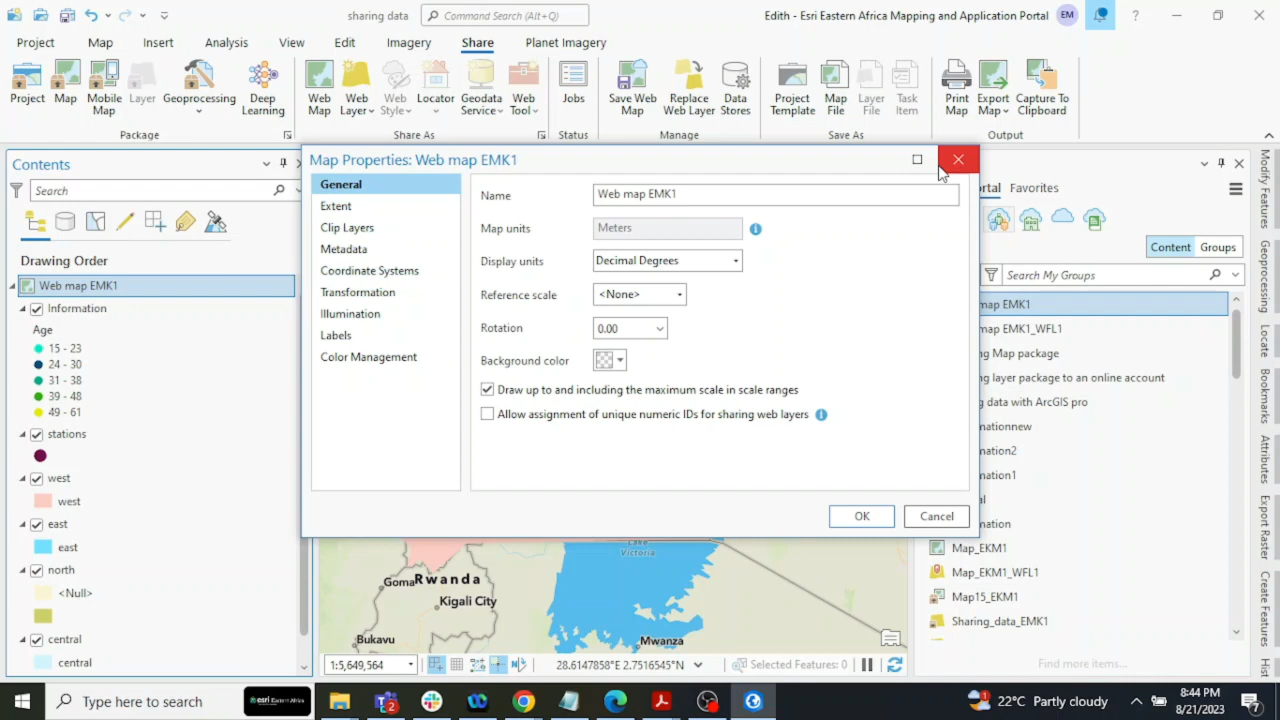 sharing data
Command Search (Alt+Q)
Edith - Esri Eastern Africa Mapping and Application Portal
EM
?
Project
Map
Insert
Analysis
View
Edit
Imagery
Share
Planet Imagery
Project
Map
Mobile Map
Layer
Geoprocessing
Deep Learning
Web Map
Web Layer
Web Style
Locator
Geodata Service
Web Tool
Jobs
Save Web Map
Replace Web Layer
Data Stores
Project Template
Map File
Layer File
Task Item
Print Map
Export Map
Capture To Clipboard
Package
Share As
Status
Manage
Save As
Output
Contents
Search
Drawing Order
Web map EMK1
Information
Age
15 - 23
24 - 30
31 - 38
39 - 48
49 - 61
stations
west
west
east
east
north
<Null>
central
central
Map Properties: Web map EMK1
General
Extent
Clip Layers
Metadata
Coordinate Systems
Transformation
Illumination
Labels
Color Management
Name
Web map EMK1
Map units
Meters
Display units
Decimal Degrees
Reference scale
<None>
Rotation
0.00
Background color
Draw up to and including the maximum scale in scale ranges
Allow assignment of unique numeric IDs for sharing web layers
OK
Cancel
Lake
Victoria
Goma
Rwanda
Kigali City
Bukavu
Mwanza
1:5,649,564
28.6147858°E 2.7516545°N
Selected Features: 0
Favorites
Content
Groups
Search My Groups
map EMK1
map EMK1_WFL1
Map package
layer package to an online account
data with ArcGIS pro
Map_EKM1
Map_EKM1_WFL1
Map15_EKM1
Sharing_data_EMK1
Find more items...
Modify Features
Geoprocessing
Locate
Bookmarks
Attributes
Export Raster
Create Features
Type here to search
esri Eastern Africa
2
22°C Partly cloudy
8:44 PM
8/21/2023
7